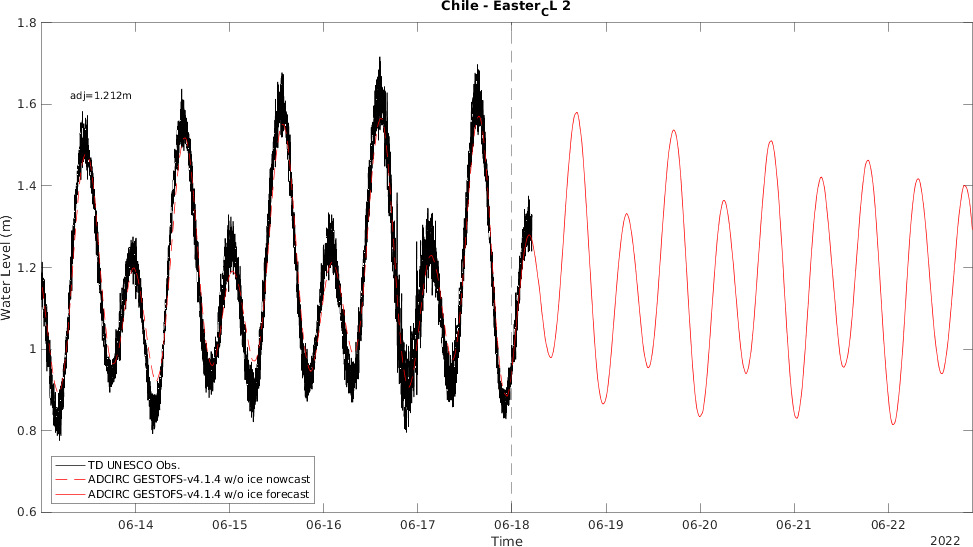 Chile - Easter_CL 2
1.8
1.6
1.4
1.2
1
0.8
0.6
Water Level (m)
adj=1.212m
TD UNESCO Obs.
ADCIRC GESTOFS-v4.1.4 w/o ice nowcast
ADCIRC GESTOFS-v4.1.4 w/o ice forecast
06-14 06-15 06-16 06-17 06-18 06-19 06-20 06-21 06-22
Time
2022